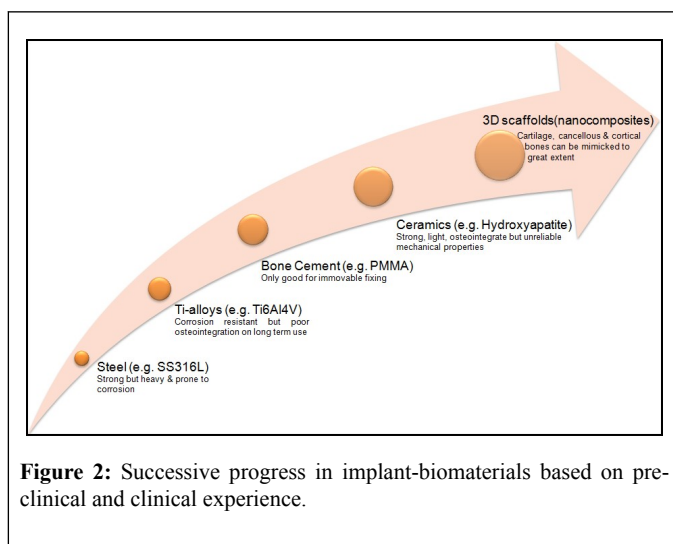 3D scaffolds(nanocomposites)
Cartilage, cancellous & cortical
bones can be mimicked to
great extent
Ceramics (e.g. Hydroxyapatite)
Strong, light, osteointegrate but unreliable
mechanical properties
Bone Cement (e.g. PMMA)
Only good for immovable fixing
Ti-alloys (e.g. Ti6Al4V)
Corrosion resistant but poor
osteointegration on long term use
Steel (e.g. SS316L)
Strong but heavy & prone to
corrosion
Figure 2: Successive progress in implant-biomaterials based on pre-
clinical and clinical experience.